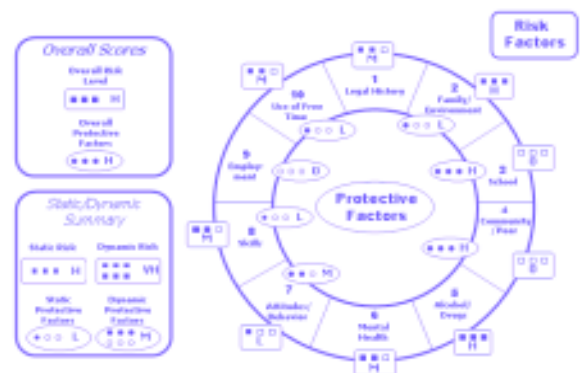 Risk
Factors
Overall Scores
Overall Risk
Level
H
Overall
Protective
Factors
H
Static/Dynamic
Summary
Static Risk
Dynamic Risk
H
VH
Static
Protective
Factors
L
Dynamic
Protective
Factors
M
M
1
Legal History
H
2
Family/
Environment
L
3
School
H
4
Community
/ Peer
H
5
Alcohol/
Drugs
H
M
6
Mental
Health
L
7
Attitudes/
Behavior
M
M
8
Skills
L
9
Employ-
ment
M
10
Use of Free
Time
L
Protective
Factors